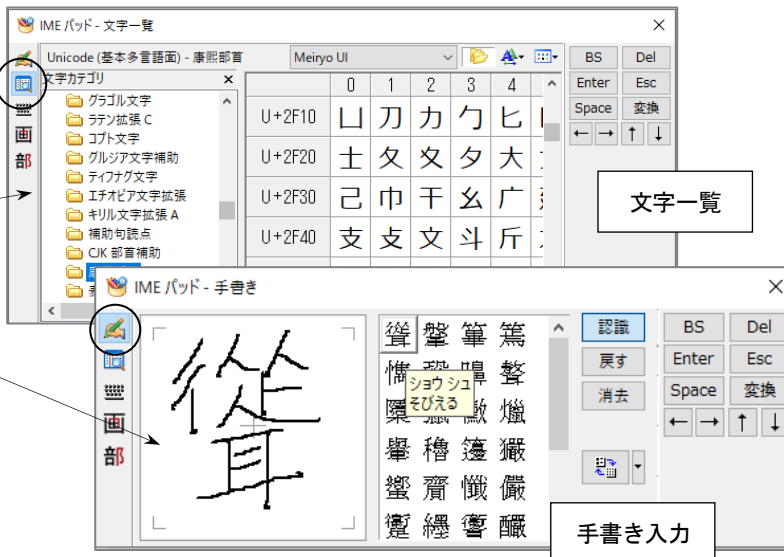 IME パッド - 文字一覧
Unicode (基本多言語面) - 康熙部首
Meiryo UI
BS Del
文字カテゴリ
グラゴル文字
ラテン拡張 C
コプト文字
グルジア文字補助
ティフナグ文字
エチオピア文字拡張
キリル文字拡張 A
補助句読点
CJK 部首補助
0 1 2 3 4
U+2F10 凵 刀 力 勹 匕
U+2F20 士 夂 夊 夕 大
U+2F30 己 巾 干 幺 广
U+2F40 支 攴 文 斗 斤
Enter Esc
Space 変換
← → ↑ ↓
画
部
文字一覧
IME パッド - 手書き
聳
聳 鞶 篳 篤
ショウ シュ
そびえる
認識
戻す
消去
BS Del
Enter Esc
Space 変換
← → ↑ ↓
画
部
手書き入力